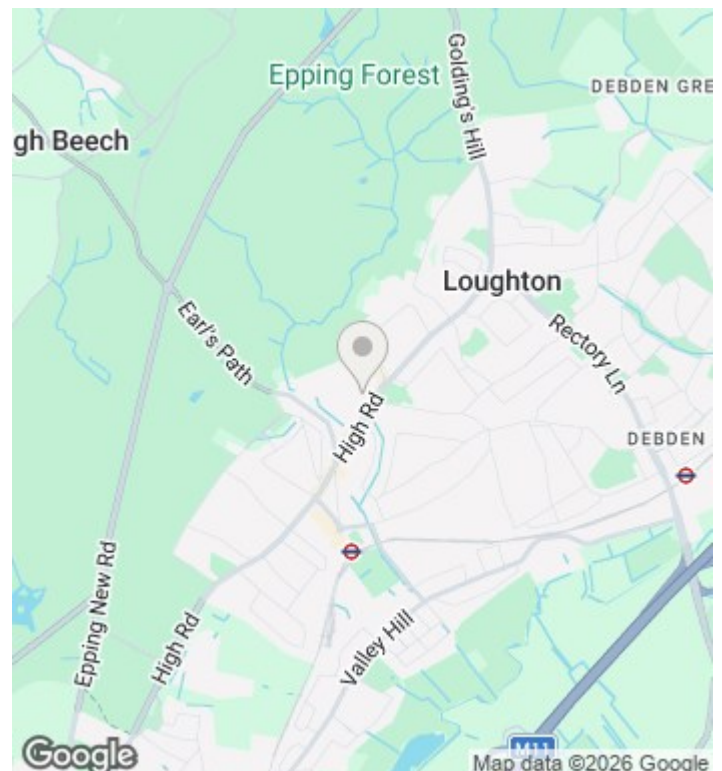 Epping Forest
Golding's Hill
DEBDEN GRE
gh Beech
Loughton
Earl's Path
Rectory Ln
High Rd
DEBDEN
Epping New Rd
High Rd
Valley Hill
M11
Google
Map data ©2026 Google